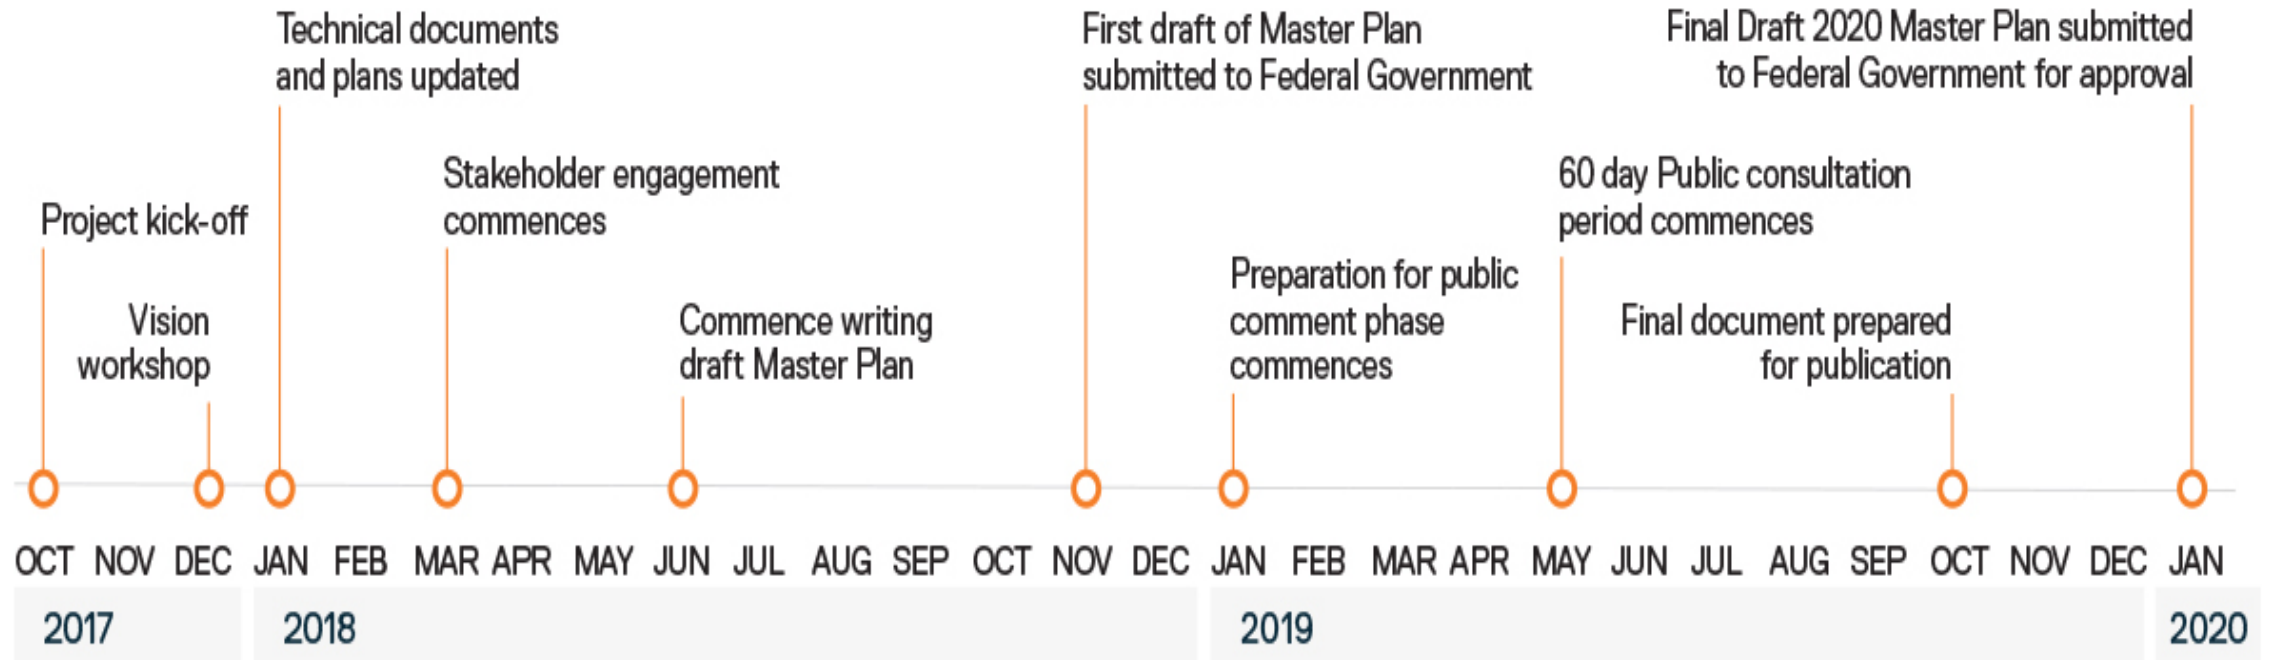 Technical documents
and plans updated
First draft of Master Plan
submitted to Federal Government
Final Draft 2020 Master Plan submitted
to Federal Government for approval
Project kick-off
Stakeholder engagement
commences
60 day Public consultation
period commences
Vision
workshop
Commence writing
draft Master Plan
Preparation for public
comment phase
commences
Final document prepared
for publication
OCT NOV DEC JAN FEB MAR APR MAY JUN JUL AUG SEP OCT NOV DEC JAN FEB MAR APR MAY JUN JUL AUG SEP OCT NOV DEC JAN
2017 2018 2019 2020